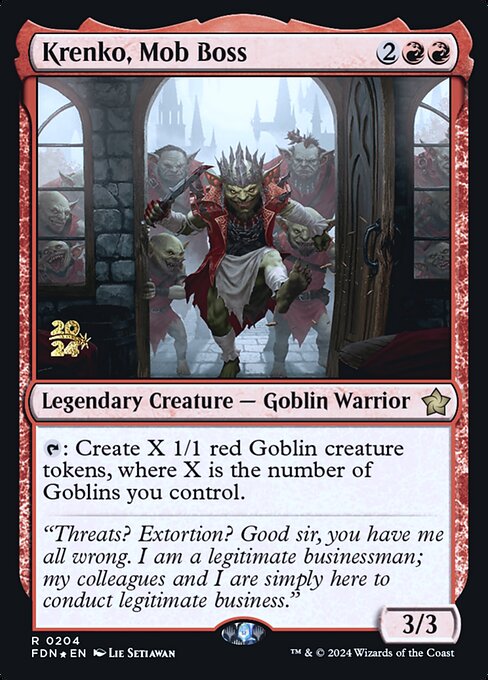 Krenko, Mob Boss 2
2024
Legendary Creature — Goblin Warrior
: Create X 1/1 red Goblin creature
tokens, where X is the number of
Goblins you control.
“Threats? Extortion? Good sir, you have me
all wrong. I am a legitimate businessman;
my colleagues and I are simply here to
conduct legitimate business.”
3/3
R 0204
FDN★EN Lie Setiawan
™ & © 2024 Wizards of the Coast